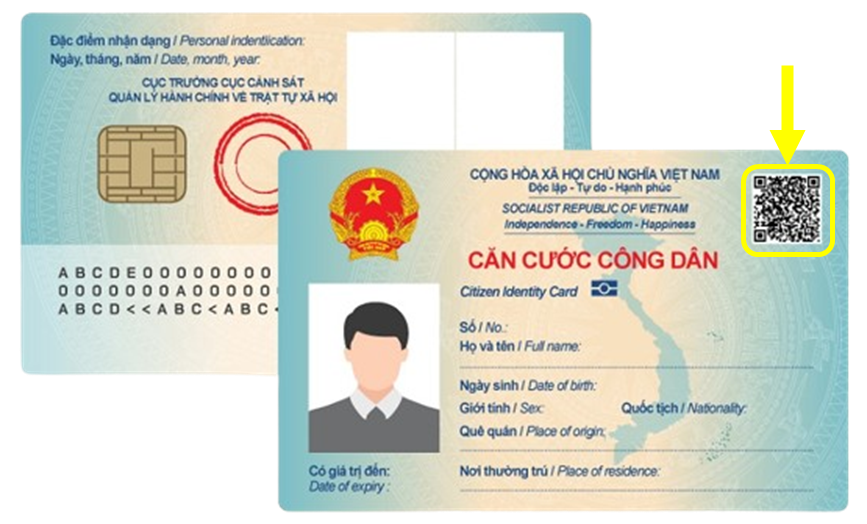 Đặc điểm nhận dạng / Personal indentiication:
Ngày, tháng, năm / Date, month, year:
CỤC TRƯỞNG CỤC CẢNH SÁT
QUẢN LÝ HÀNH CHÍNH VỀ TRẬT TỰ XÃ HỘI
A B C D E 0 0 0 0 0 0 0 0
0 0 0 0 0 0 0 A 0 0 0 0 0
A B C D < < A B C < A B C <
CỘNG HÒA XÃ HỘI CHỦ NGHĨA VIỆT NAM
Độc lập - Tự do - Hạnh phúc
SOCIALIST REPUBLIC OF VIETNAM
Independence - Freedom - Happiness
CĂN CƯỚC CÔNG DÂN
Citizen Identity Card
Số / No.:
Họ và tên / Full name:
Ngày sinh / Date of birth:
Giới tính / Sex:
Quốc tịch / Nationality:
Quê quán / Place of origin:
Có giá trị đến:
Date of expiry :
Nơi thường trú / Place of residence: